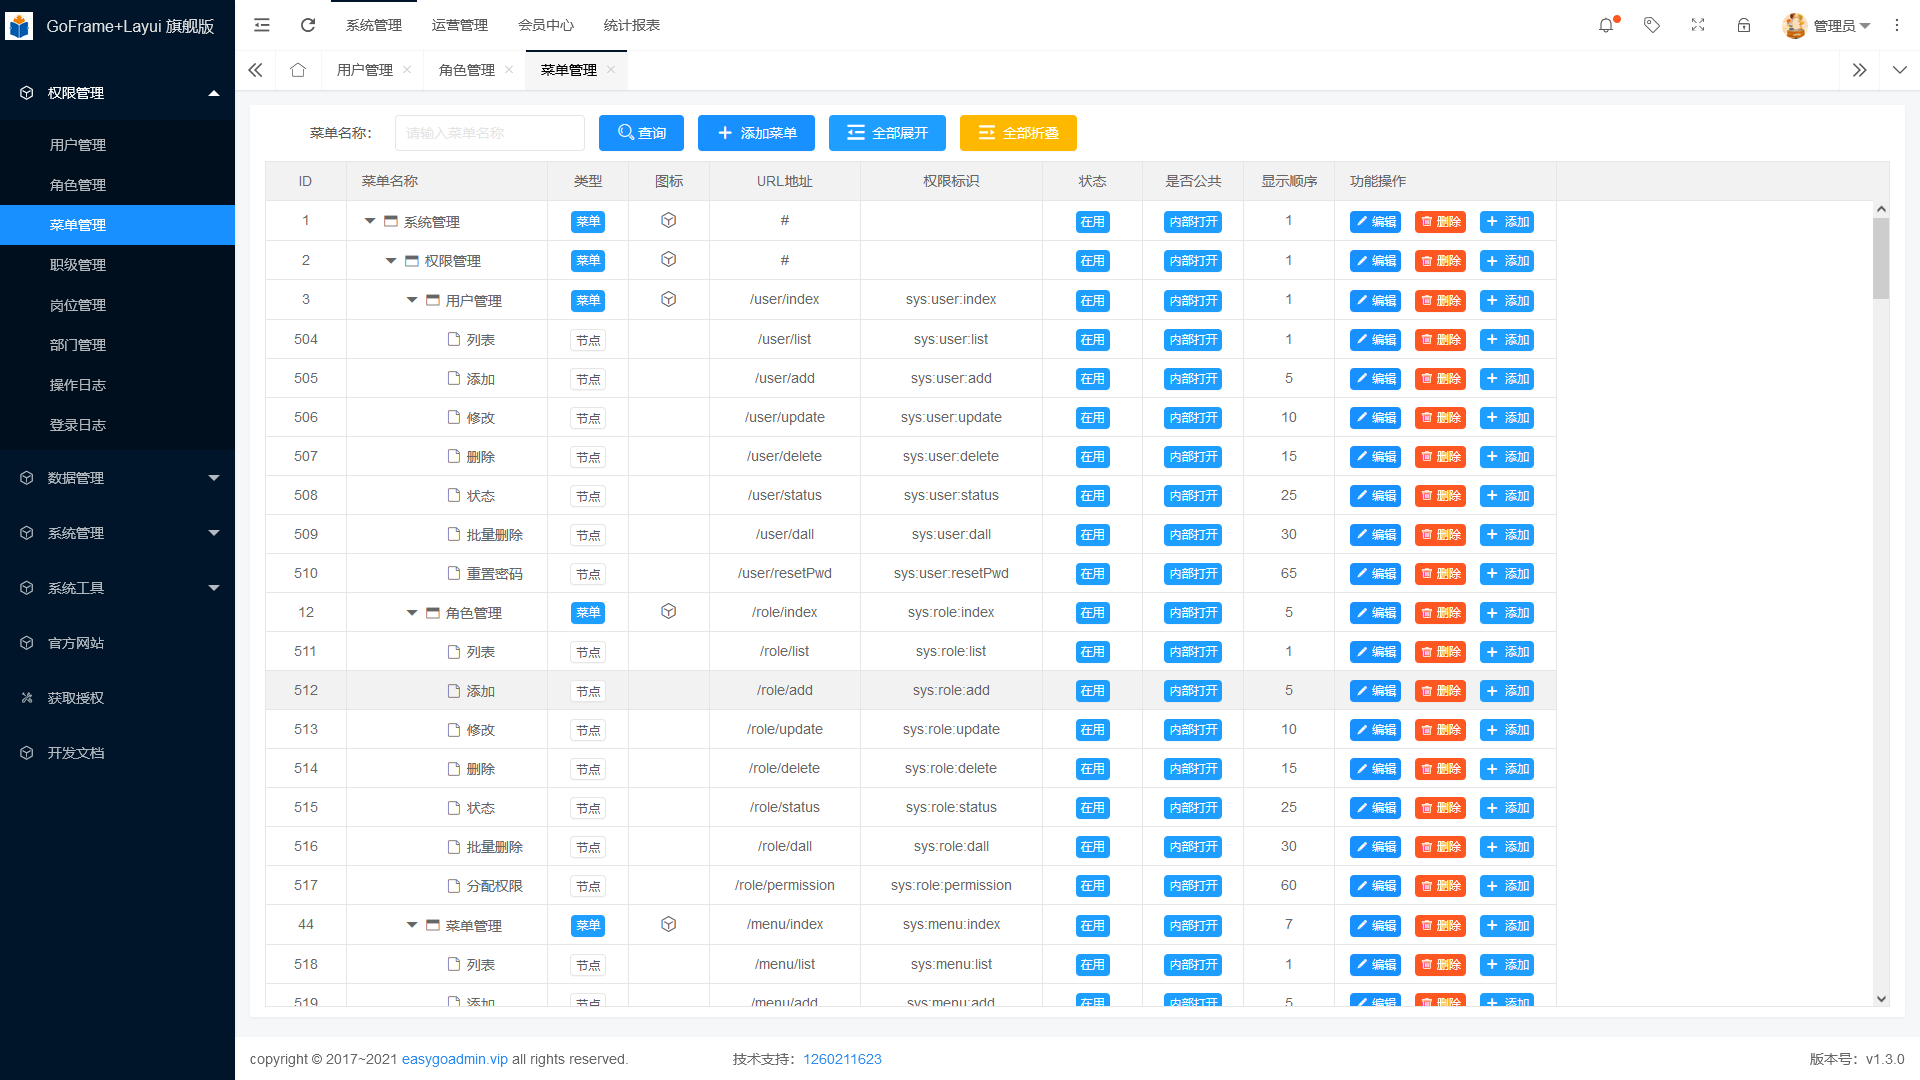 GoFrame+Layui 旗舰版
系统管理 运营管理 会员中心 统计报表 管理员
用户管理 角色管理 菜单管理
权限管理
用户管理
角色管理
菜单管理
职级管理
岗位管理
部门管理
操作日志
登录日志
数据管理
系统管理
系统工具
官方网站
获取授权
开发文档
菜单名称: 请输入菜单名称 查询 添加菜单 全部展开 全部折叠
ID 菜单名称 类型 图标 URL地址 权限标识 状态 是否公共 显示顺序 功能操作
1 系统管理 菜单 # 在用 内部打开 1 编辑 删除 添加
2 权限管理 菜单 # 在用 内部打开 1 编辑 删除 添加
3 用户管理 菜单 /user/index sys:user:index 在用 内部打开 1 编辑 删除 添加
504 列表 节点 /user/list sys:user:list 在用 内部打开 1 编辑 删除 添加
505 添加 节点 /user/add sys:user:add 在用 内部打开 5 编辑 删除 添加
506 修改 节点 /user/update sys:user:update 在用 内部打开 10 编辑 删除 添加
507 删除 节点 /user/delete sys:user:delete 在用 内部打开 15 编辑 删除 添加
508 状态 节点 /user/status sys:user:status 在用 内部打开 25 编辑 删除 添加
509 批量删除 节点 /user/dall sys:user:dall 在用 内部打开 30 编辑 删除 添加
510 重置密码 节点 /user/resetPwd sys:user:resetPwd 在用 内部打开 65 编辑 删除 添加
12 角色管理 菜单 /role/index sys:role:index 在用 内部打开 5 编辑 删除 添加
511 列表 节点 /role/list sys:role:list 在用 内部打开 1 编辑 删除 添加
512 添加 节点 /role/add sys:role:add 在用 内部打开 5 编辑 删除 添加
513 修改 节点 /role/update sys:role:update 在用 内部打开 10 编辑 删除 添加
514 删除 节点 /role/delete sys:role:delete 在用 内部打开 15 编辑 删除 添加
515 状态 节点 /role/status sys:role:status 在用 内部打开 25 编辑 删除 添加
516 批量删除 节点 /role/dall sys:role:dall 在用 内部打开 30 编辑 删除 添加
517 分配权限 节点 /role/permission sys:role:permission 在用 内部打开 60 编辑 删除 添加
44 菜单管理 菜单 /menu/index sys:menu:index 在用 内部打开 7 编辑 删除 添加
518 列表 节点 /menu/list sys:menu:list 在用 内部打开 1 编辑 删除 添加
519 添加 节点 /menu/add sys:menu:add 在用 内部打开 5 编辑 删除 添加
copyright © 2017~2021 easygoadmin.vip all rights reserved. 技术支持：1260211623 版本号：v1.3.0